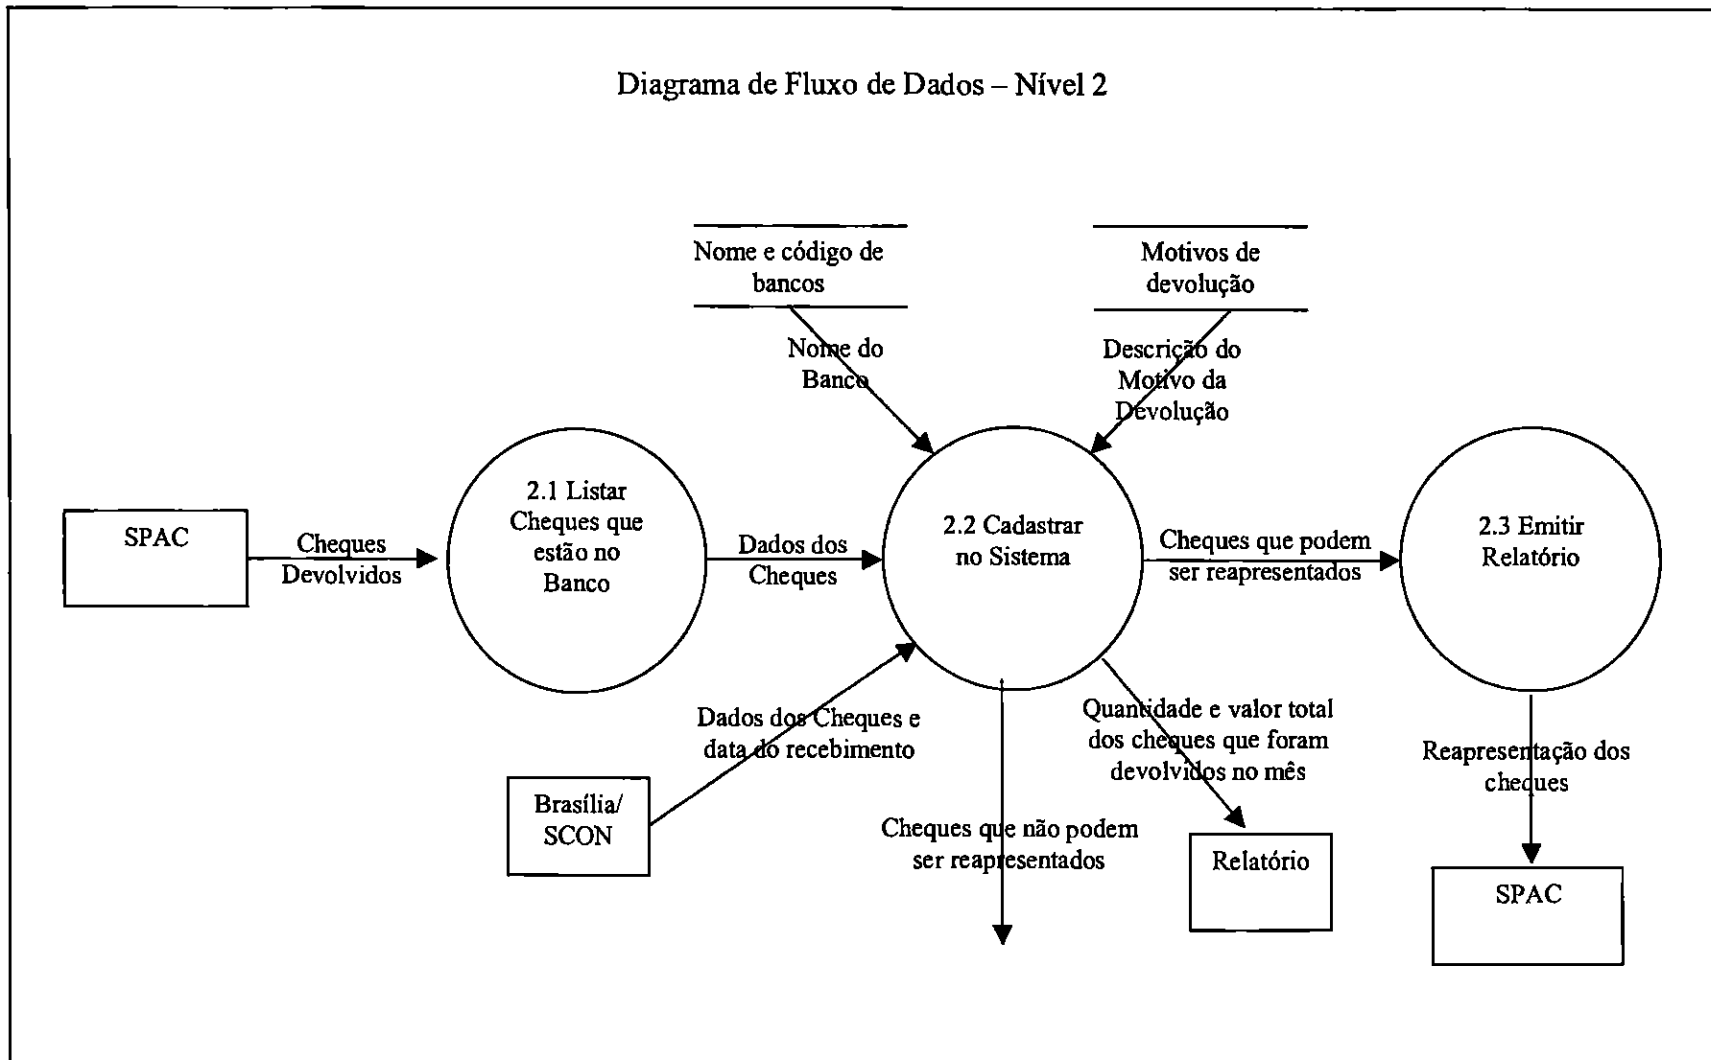 Diagrama de Fluxo de Dados – Nível 2
Nome e código de
bancos
Motivos de
devolução
Nome do
Banco
Descrição do
Motivo da
Devolução
SPAC
Cheques
Devolvidos
2.1 Listar
Cheques que
estão no
Banco
Dados dos
Cheques
2.2 Cadastrar
no Sistema
Cheques que podem
ser reapresentados
2.3 Emitir
Relatório
Dados dos Cheques e
data do recebimento
Quantidade e valor total
dos cheques que foram
devolvidos no mês
Reapresentação dos
cheques
Brasília/
SCON
Cheques que não podem
ser reapresentados
Relatório
SPAC